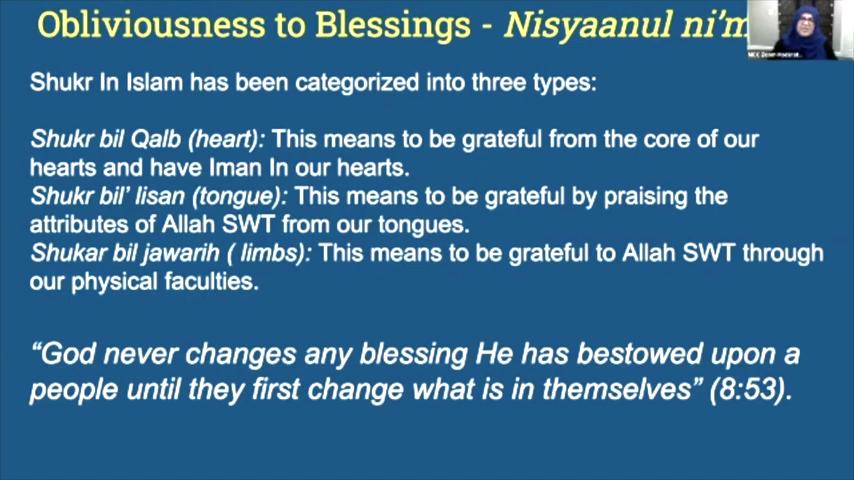 Obliviousness to Blessings - Nisyaanul ni'm
Shukr In Islam has been categorized into three types:
Shukr bil Qalb (heart): This means to be grateful from the core of our
hearts and have Iman In our hearts.
Shukr bil' lisan (tongue): This means to be grateful by praising the
attributes of Allah SWT from our tongues.
Shukar bil jawarih ( limbs): This means to be grateful to Allah SWT through
our physical faculties.
“God never changes any blessing He has bestowed upon a
people until they first change what is in themselves” (8:53).